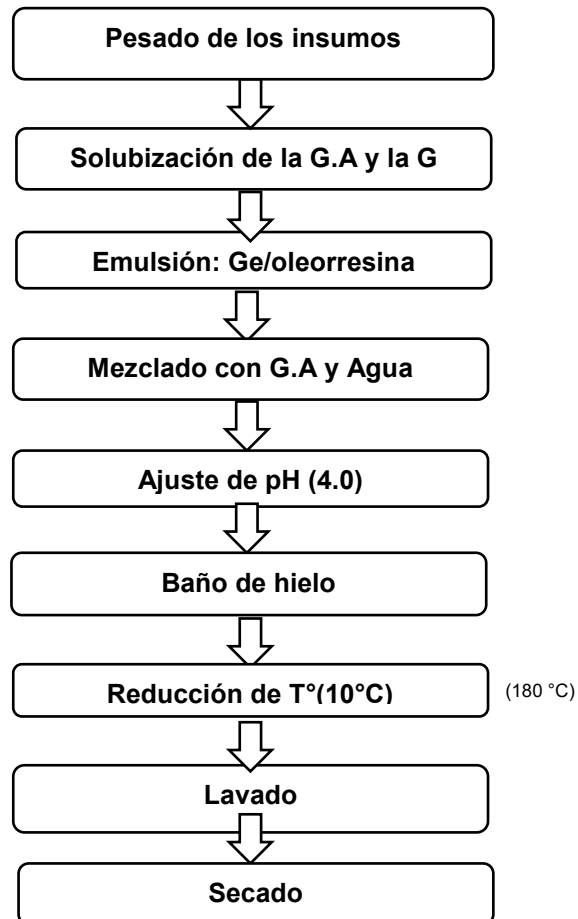 Pesado de los insumos
Solubización de la G.A y la G
Emulsión: Ge/oleorresina
Mezclado con G.A y Agua
Ajuste de pH (4.0)
Baño de hielo
Reducción de T°(10°C)
(180 °C)
Lavado
Secado